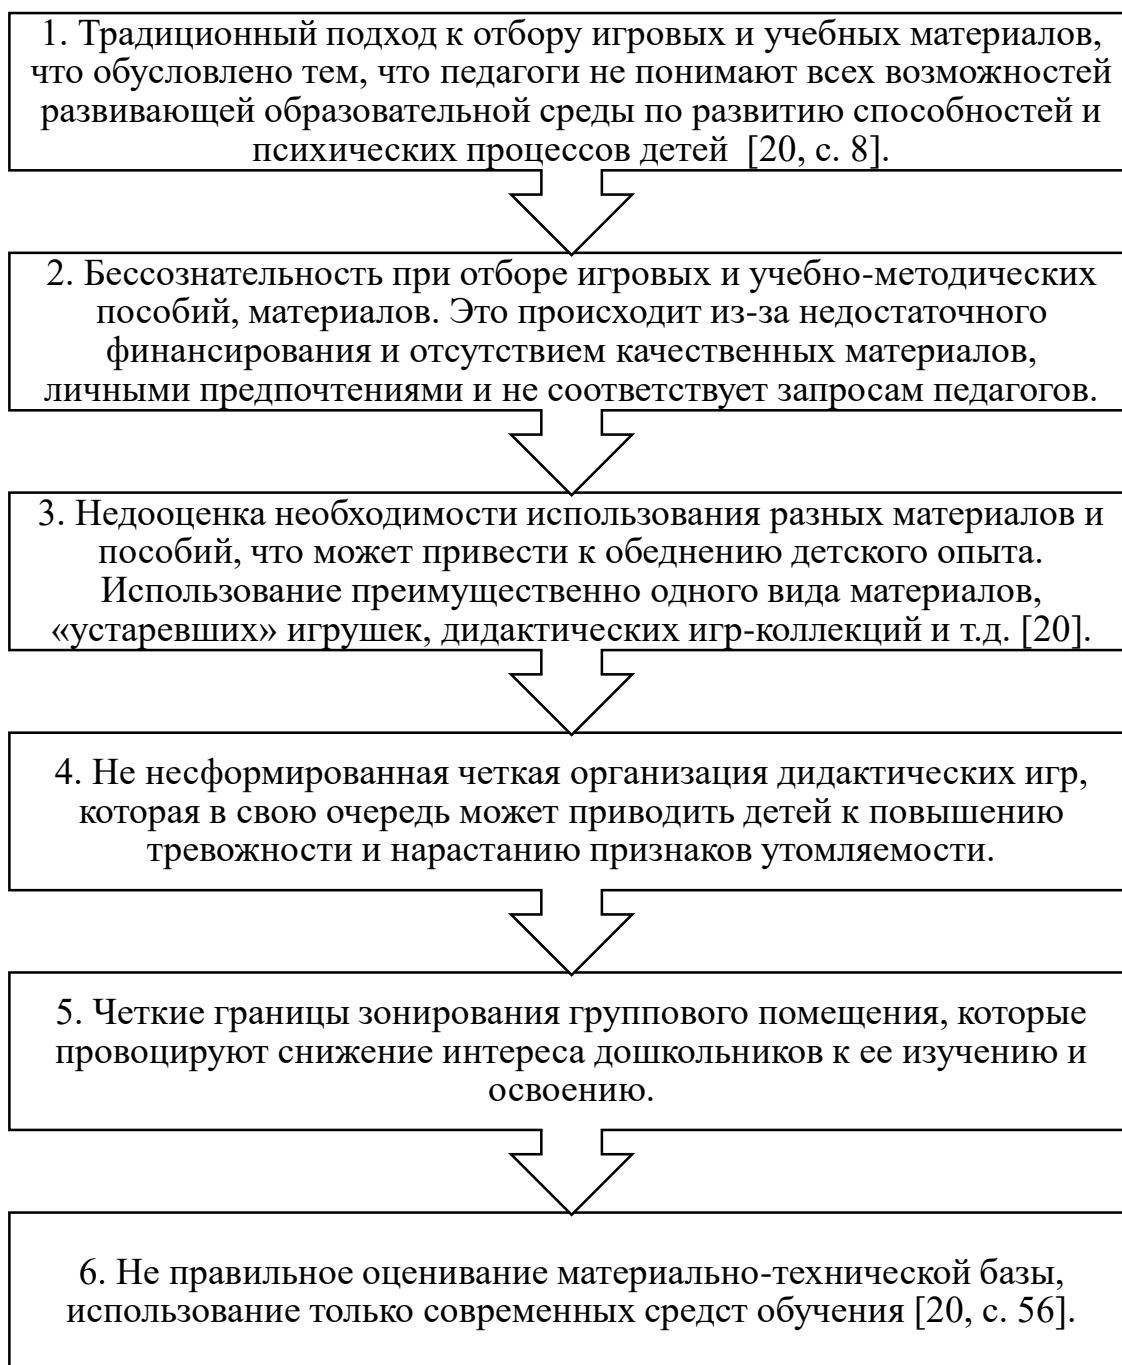 1. Традиционный подход к отбору игровых и учебных материалов,
что обусловлено тем, что педагоги не понимают всех возможностей
развивающей образовательной среды по развитию способностей и
психических процессов детей  [20, с. 8].
2. Бессознательность при отборе игровых и учебно-методических
пособий, материалов. Это происходит из-за недостаточного
финансирования и отсутствием качественных материалов,
личными предпочтениями и не соответствует запросам педагогов.
3. Недооценка необходимости использования разных материалов и
пособий, что может привести к обеднению детского опыта.
Использование преимущественно одного вида материалов,
«устаревших» игрушек, дидактических игр-коллекций и т.д. [20].
4. Не несформированная четкая организация дидактических игр,
которая в свою очередь может приводить детей к повышению
тревожности и нарастанию признаков утомляемости.
5. Четкие границы зонирования группового помещения, которые
провоцируют снижение интереса дошкольников к ее изучению и
освоению.
6. Не правильное оценивание материально-технической базы,
использование только современных средст обучения [20, с. 56].